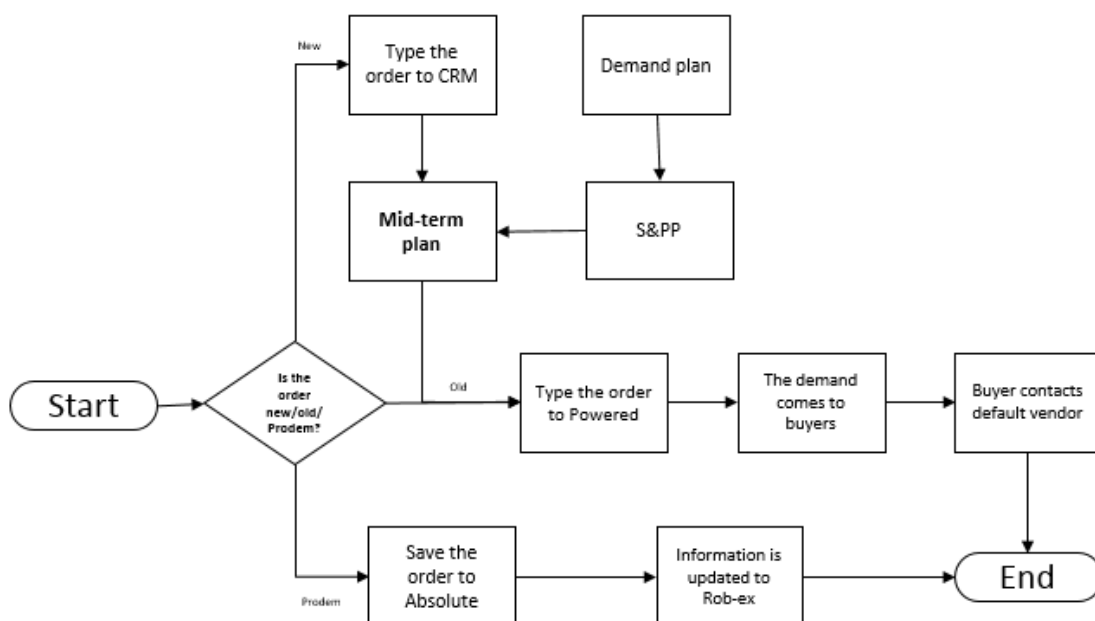 New
Type the
order to CRM
Demand plan
Mid-term
plan
S&PP
Start
Is the
order
new/old/
Prodem?
Old
Type the order
to Powered
The demand
comes to
buyers
Buyer contacts
default vendor
Prodem
Save the
order to
Absolute
Information is
updated to
Rob-ex
End